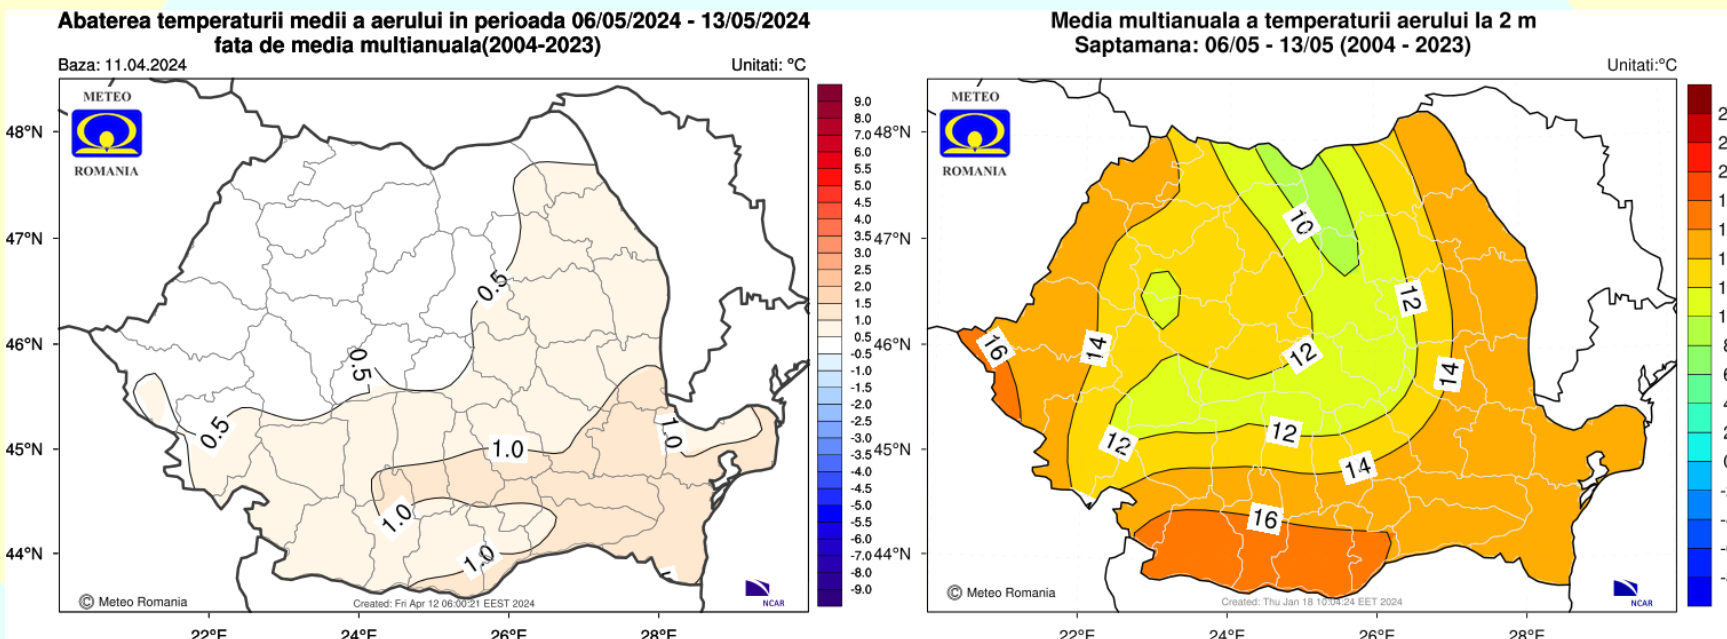 Abaterea temperaturii medii a aerului in perioada 06/05/2024 - 13/05/2024
fata de media multianuala(2004-2023)
Baza: 11.04.2024
Unitati: °C
METEO
ROMANIA
48°N
47°N
46°N
45°N
44°N
0.5
0.5
0.5
1.0
1.0
1.0
1.0
9.0
8.0
7.0
6.0
5.5
5.0
4.5
4.0
3.5
3.0
2.5
2.0
1.5
1.0
0.5
-0.5
-1.0
-1.5
-2.0
-2.5
-3.0
-3.5
-4.0
-4.5
-5.0
-5.5
-6.0
-7.0
-8.0
-9.0
© Meteo Romania
Created: Fri Apr 12 06:00:21 EEST 2024
NCAR
22°E
24°E
26°E
28°E
Media multianuala a temperaturii aerului la 2 m
Saptamana: 06/05 - 13/05 (2004 - 2023)
Unitati:°C
METEO
ROMANIA
48°N
47°N
46°N
45°N
44°N
10
12
16
14
12
14
12
12
14
16
8
6
4
2
0
© Meteo Romania
Created: Thu Jan 18 10:04:24 EET 2024
NCAR
22°E
24°E
26°E
28°E